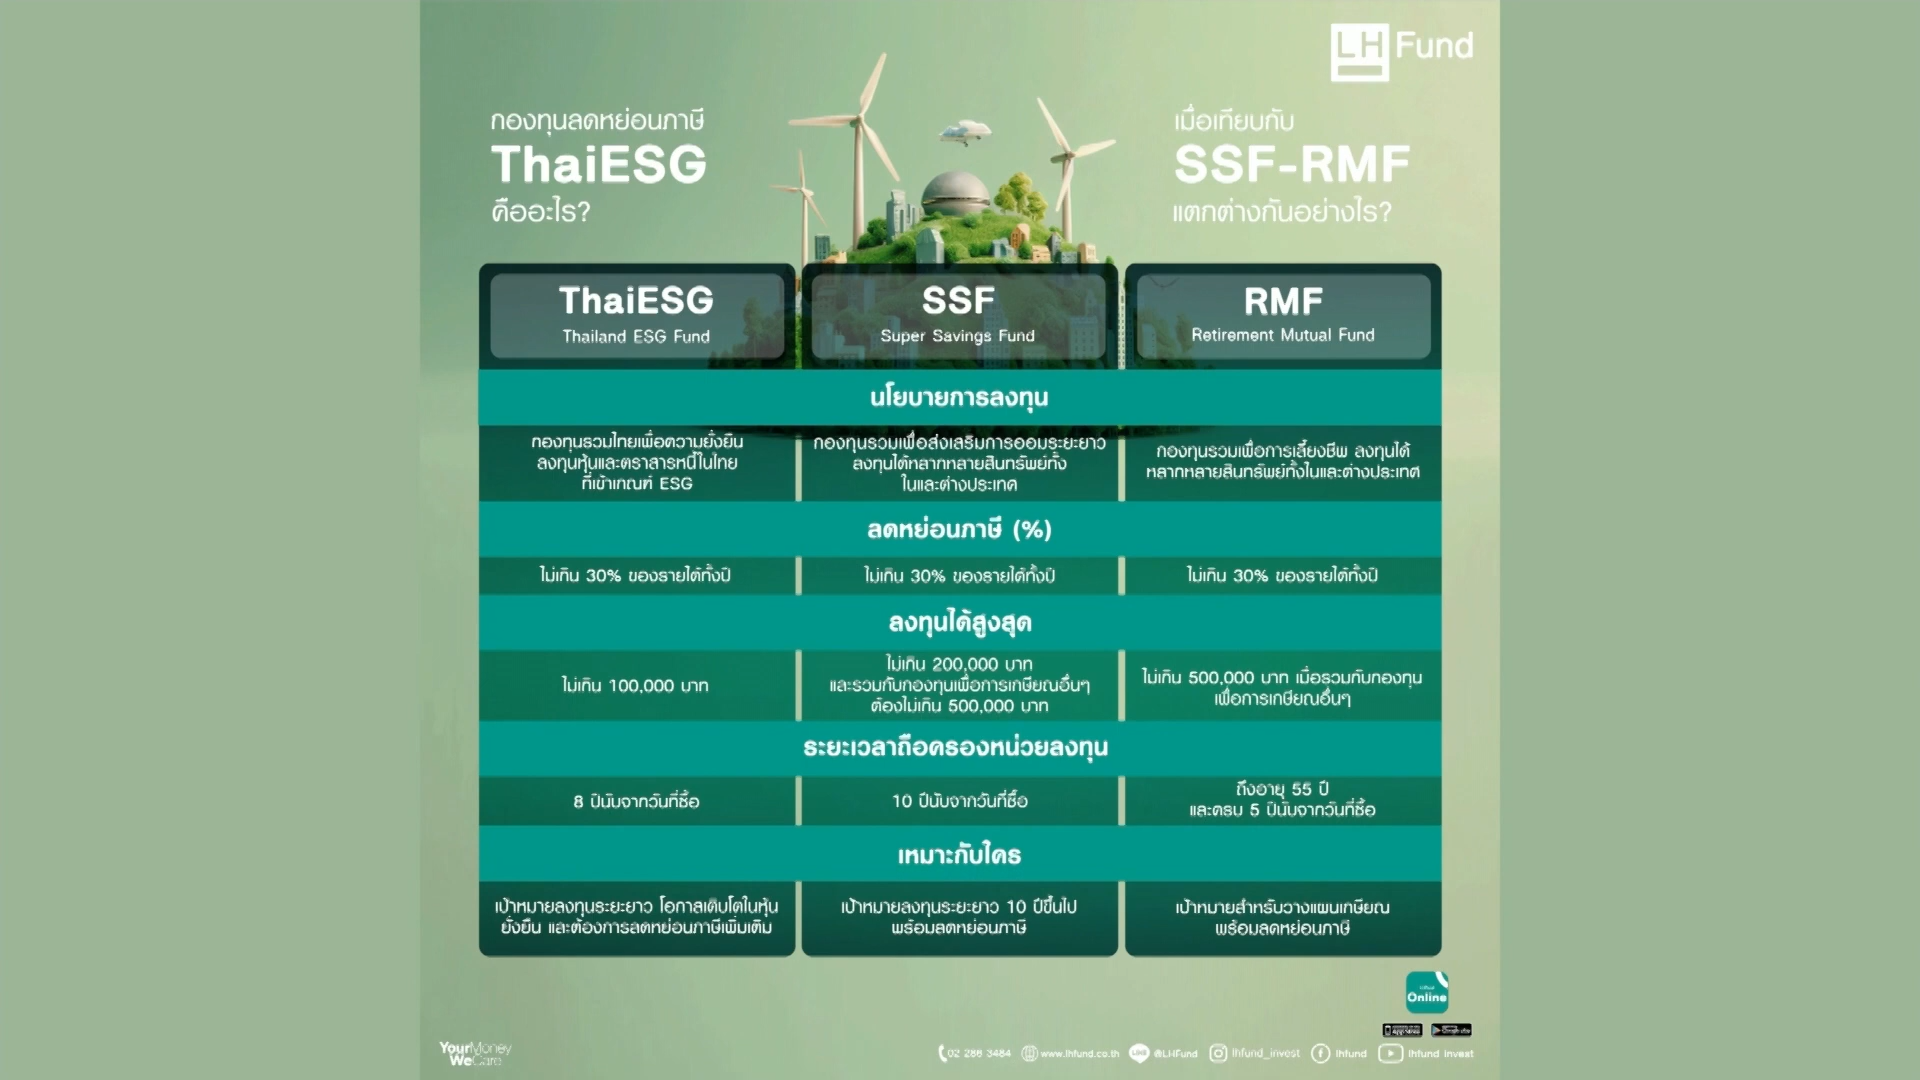 LH Fund
กองทุนลดหย่อนภาษี
ThaiESG
คืออะไร?
เมื่อเทียบกับ
SSF-RMF
แตกต่างกันอย่างไร?
ThaiESG
Thailand ESG Fund
SSF
Super Savings Fund
RMF
Retirement Mutual Fund
นโยบายการลงทุน
กองทุนรวมไทยเพื่อความยั่งยืน
ลงทุนหุ้นและตราสารหนี้ในไทย
ที่เข้าเกณฑ์ ESG
กองทุนรวมเพื่อส่งเสริมการออมระยะยาว
ลงทุนได้หลากหลายสินทรัพย์ทั้ง
ในและต่างประเทศ
กองทุนรวมเพื่อการเลี้ยงชีพ ลงทุนได้
หลากหลายสินทรัพย์ทั้งในและต่างประเทศ
ลดหย่อนภาษี (%)
ไม่เกิน 30% ของรายได้ทั้งปี
ไม่เกิน 30% ของรายได้ทั้งปี
ไม่เกิน 30% ของรายได้ทั้งปี
ลงทุนได้สูงสุด
ไม่เกิน 100,000 บาท
ไม่เกิน 200,000 บาท
และรวมกับกองทุนเพื่อการเกษียณอื่นๆ
ต้องไม่เกิน 500,000 บาท
ไม่เกิน 500,000 บาท เมื่อรวมกับกองทุน
เพื่อการเกษียณอื่นๆ
ระยะเวลาถือครองหน่วยลงทุน
8 ปีนับจากวันที่ซื้อ
10 ปีนับจากวันที่ซื้อ
ถึงอายุ 55 ปี
และครบ 5 ปีนับจากวันที่ซื้อ
เหมาะกับใคร
เป้าหมายลงทุนระยะยาว โอกาสเติบโตในหุ้น
ยั่งยืน และต้องการลดหย่อนภาษีเพิ่มเติม
เป้าหมายลงทุนระยะยาว 10 ปีขึ้นไป
พร้อมลดหย่อนภาษี
เป้าหมายสำหรับวางแผนเกษียณ
พร้อมลดหย่อนภาษี
Online
YourMoney
WeCare
02 286 3484 www.lhfund.co.th @LHFund lhfund_invest lhfund lhfund invest